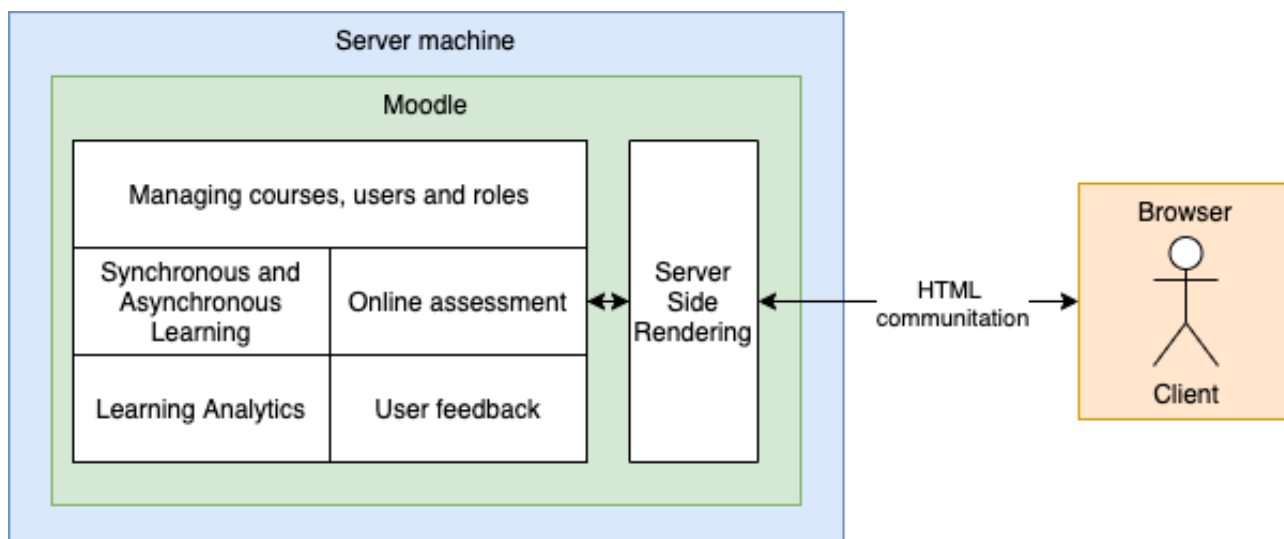 Server machine
Moodle
Managing courses, users and roles
Synchronous and
Asynchronous
Learning
Online assessment
Learning Analytics
User feedback
Server
Side
Rendering
HTML
communitation
Browser
Client